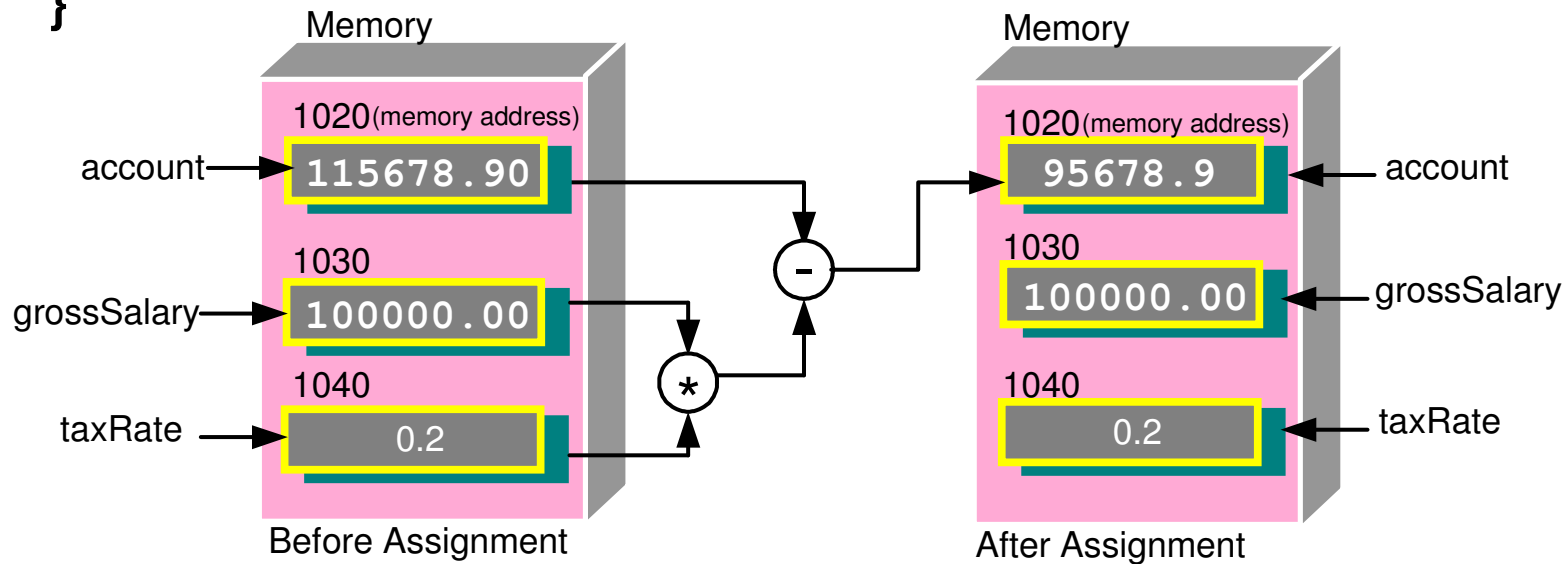 }
Memory
1020(memory address)
account
115678.90
1030
grossSalary
100000.00
1040
taxRate
0.2
Before Assignment
-
*
Memory
1020(memory address)
95678.9
account
1030
100000.00
grossSalary
1040
0.2
taxRate
After Assignment